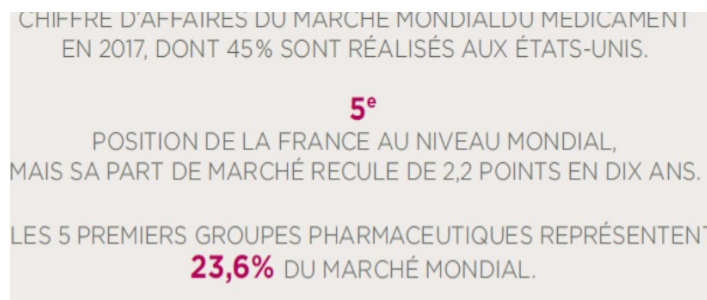 CHIFFRE D'AFFAIRES DU MARCHÉ MONDIALDU MÉDICAMENT
EN 2017, DONT 45% SONT RÉALISÉS AUX ÉTATS-UNIS.
5e
POSITION DE LA FRANCE AU NIVEAU MONDIAL,
MAIS SA PART DE MARCHÉ RECULE DE 2,2 POINTS EN DIX ANS.
LES 5 PREMIERS GROUPES PHARMACEUTIQUES REPRÉSENTENT
23,6% DU MARCHÉ MONDIAL.